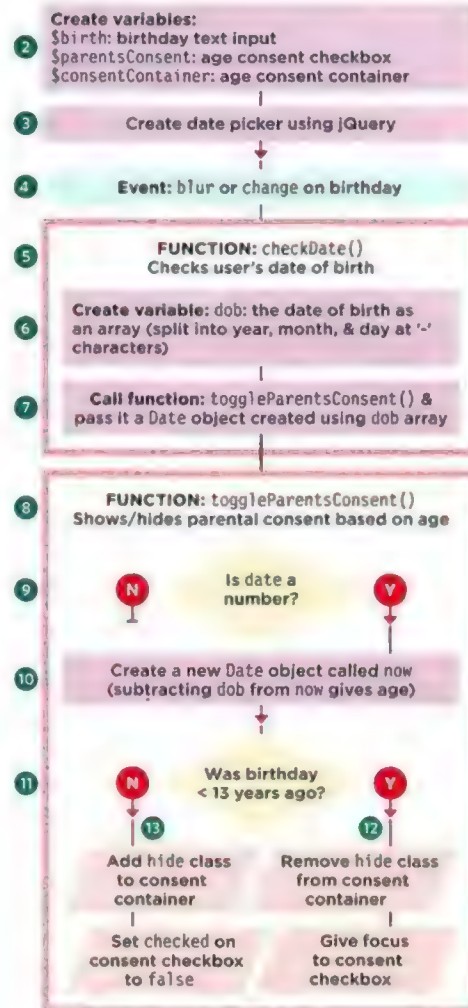 2
Create variables:
$birth: birthday text input
$parentsConsent: age consent checkbox
$consentContainer: age consent container
3
Create date picker using jQuery
4
Event: blur or change on birthday
5
FUNCTION: checkDate()
Checks user's date of birth
6
Create variable: dob: the date of birth as
an array (split into year, month, & day at '-'
characters)
7
Call function: toggleParentsConsent() &
pass it a Date object created using dob array
8
FUNCTION: toggleParentsConsent()
Shows/hides parental consent based on age
9
N
Is date a
number?
Y
10
Create a new Date object called now
(subtracting dob from now gives age)
11
N
Was birthday
< 13 years ago?
Y
13
12
Add hide class
to consent
container
Remove hide class
from consent
container
Set checked on
consent checkbox
to false
Give focus
to consent
checkbox